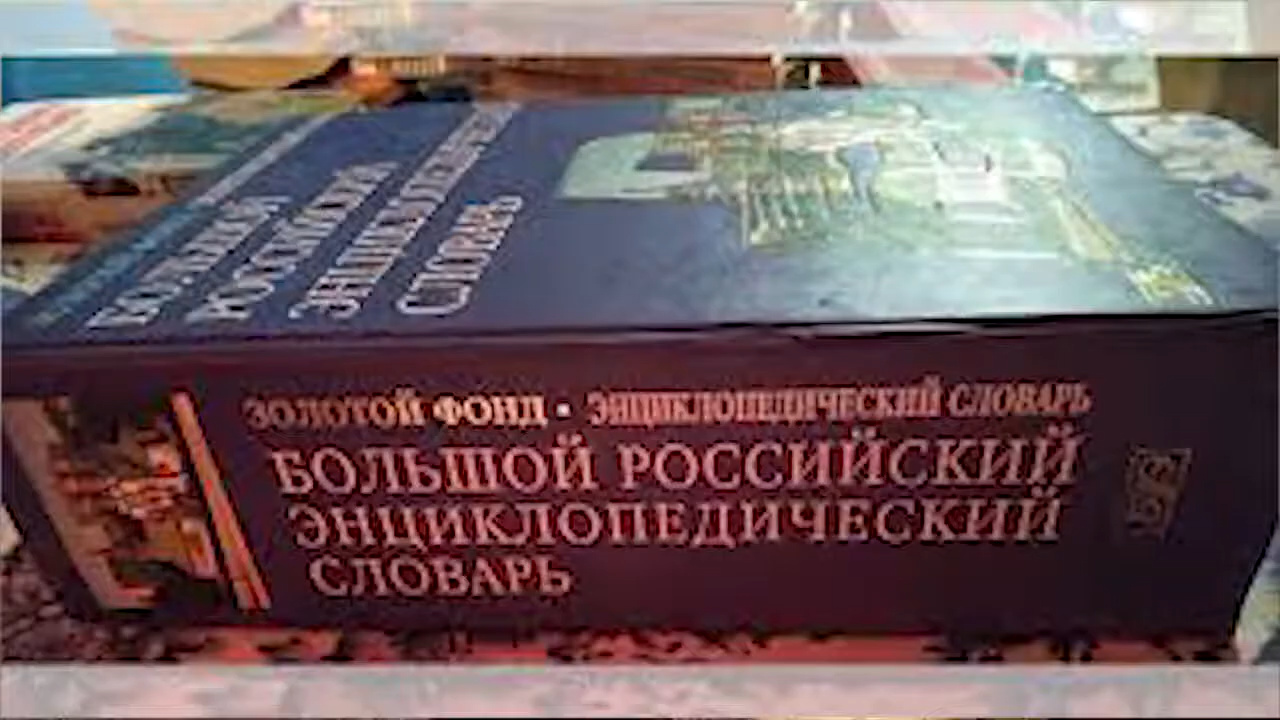 БОЛЬШОЙ
РОССИЙСКИЙ
ЭНЦИКЛОПЕДИЧЕСКИЙ
СЛОВАРЬ
ЗОЛОТОЙ ФОНД • ЭНЦИКЛОПЕДИЧЕСКИЙ СЛОВАРЬ
БОЛЬШОЙ РОССИЙСКИЙ
ЭНЦИКЛОПЕДИЧЕСКИЙ
СЛОВАРЬ